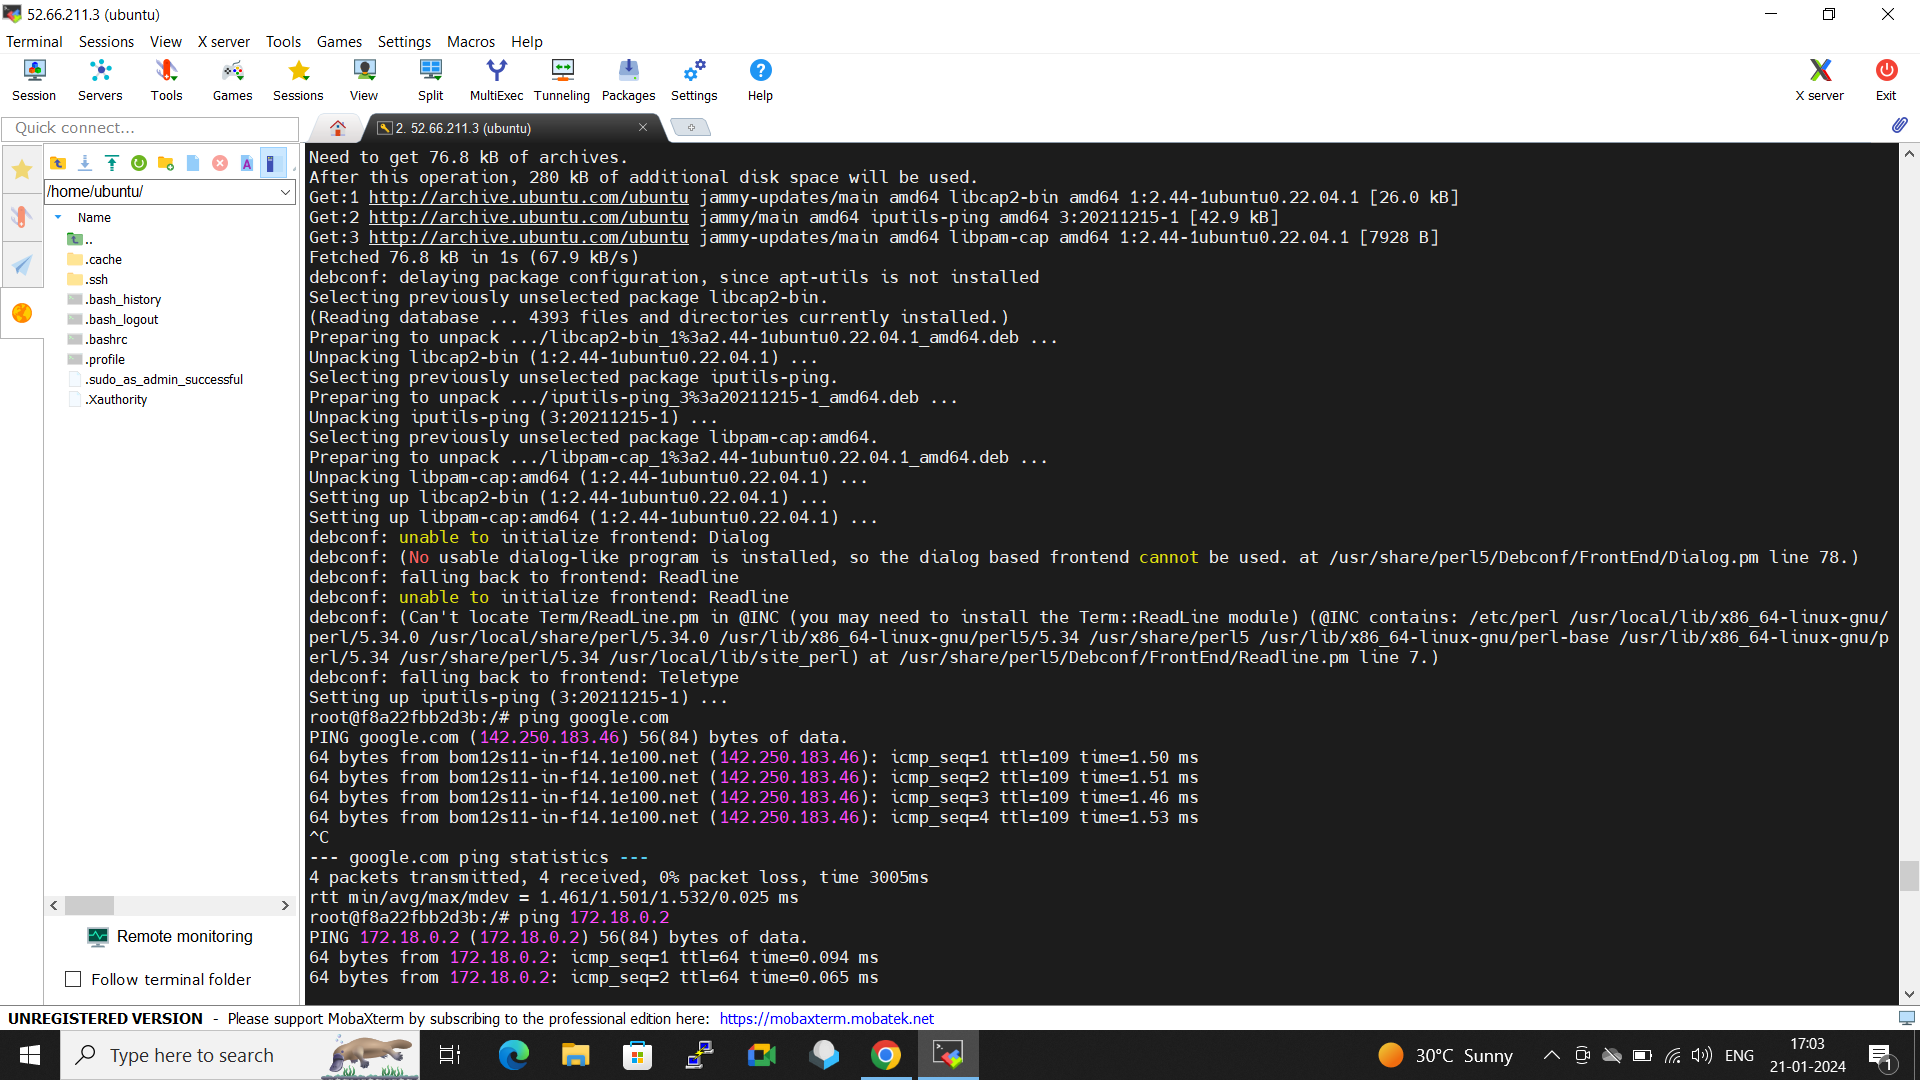 52.66.211.3 (ubuntu)
Terminal Sessions View X server Tools Games Settings Macros Help
Session Servers Tools Games Sessions View Split MultiExec Tunneling Packages Settings Help X server Exit
Quick connect...
2. 52.66.211.3 (ubuntu)
/home/ubuntu/
Name
..
.cache
.ssh
.bash_history
.bash_logout
.bashrc
.profile
.sudo_as_admin_successful
.Xauthority
Remote monitoring
Follow terminal folder
Need to get 76.8 kB of archives.
After this operation, 280 kB of additional disk space will be used.
Get:1 http://archive.ubuntu.com/ubuntu jammy-updates/main amd64 libcap2-bin amd64 1:2.44-1ubuntu0.22.04.1 [26.0 kB]
Get:2 http://archive.ubuntu.com/ubuntu jammy/main amd64 iputils-ping amd64 3:20211215-1 [42.9 kB]
Get:3 http://archive.ubuntu.com/ubuntu jammy-updates/main amd64 libpam-cap amd64 1:2.44-1ubuntu0.22.04.1 [7928 B]
Fetched 76.8 kB in 1s (67.9 kB/s)
debconf: delaying package configuration, since apt-utils is not installed
Selecting previously unselected package libcap2-bin.
(Reading database ... 4393 files and directories currently installed.)
Preparing to unpack .../libcap2-bin_1%3a2.44-1ubuntu0.22.04.1_amd64.deb ...
Unpacking libcap2-bin (1:2.44-1ubuntu0.22.04.1) ...
Selecting previously unselected package iputils-ping.
Preparing to unpack .../iputils-ping_3%3a20211215-1_amd64.deb ...
Unpacking iputils-ping (3:20211215-1) ...
Selecting previously unselected package libpam-cap:amd64.
Preparing to unpack .../libpam-cap_1%3a2.44-1ubuntu0.22.04.1_amd64.deb ...
Unpacking libpam-cap:amd64 (1:2.44-1ubuntu0.22.04.1) ...
Setting up libcap2-bin (1:2.44-1ubuntu0.22.04.1) ...
Setting up libpam-cap:amd64 (1:2.44-1ubuntu0.22.04.1) ...
debconf: unable to initialize frontend: Dialog
debconf: (No usable dialog-like program is installed, so the dialog based frontend cannot be used. at /usr/share/perl5/Debconf/FrontEnd/Dialog.pm line 78.)
debconf: falling back to frontend: Readline
debconf: unable to initialize frontend: Readline
debconf: (Can't locate Term/ReadLine.pm in @INC (you may need to install the Term::ReadLine module) (@INC contains: /etc/perl /usr/local/lib/x86_64-linux-gnu/
perl/5.34.0 /usr/local/share/perl/5.34.0 /usr/lib/x86_64-linux-gnu/perl5/5.34 /usr/share/perl5 /usr/lib/x86_64-linux-gnu/perl-base /usr/lib/x86_64-linux-gnu/p
erl/5.34 /usr/share/perl/5.34 /usr/local/lib/site_perl) at /usr/share/perl5/Debconf/FrontEnd/Readline.pm line 7.)
debconf: falling back to frontend: Teletype
Setting up iputils-ping (3:20211215-1) ...
root@f8a22fbb2d3b:/# ping google.com
PING google.com (142.250.183.46) 56(84) bytes of data.
64 bytes from bom12s11-in-f14.1e100.net (142.250.183.46): icmp_seq=1 ttl=109 time=1.50 ms
64 bytes from bom12s11-in-f14.1e100.net (142.250.183.46): icmp_seq=2 ttl=109 time=1.51 ms
64 bytes from bom12s11-in-f14.1e100.net (142.250.183.46): icmp_seq=3 ttl=109 time=1.46 ms
64 bytes from bom12s11-in-f14.1e100.net (142.250.183.46): icmp_seq=4 ttl=109 time=1.53 ms
^C
--- google.com ping statistics ---
4 packets transmitted, 4 received, 0% packet loss, time 3005ms
rtt min/avg/max/mdev = 1.461/1.501/1.532/0.025 ms
root@f8a22fbb2d3b:/# ping 172.18.0.2
PING 172.18.0.2 (172.18.0.2) 56(84) bytes of data.
64 bytes from 172.18.0.2: icmp_seq=1 ttl=64 time=0.094 ms
64 bytes from 172.18.0.2: icmp_seq=2 ttl=64 time=0.065 ms
UNREGISTERED VERSION - Please support MobaXterm by subscribing to the professional edition here: https://mobaxterm.mobatek.net
Type here to search
30°C Sunny
ENG
17:03
21-01-2024
1